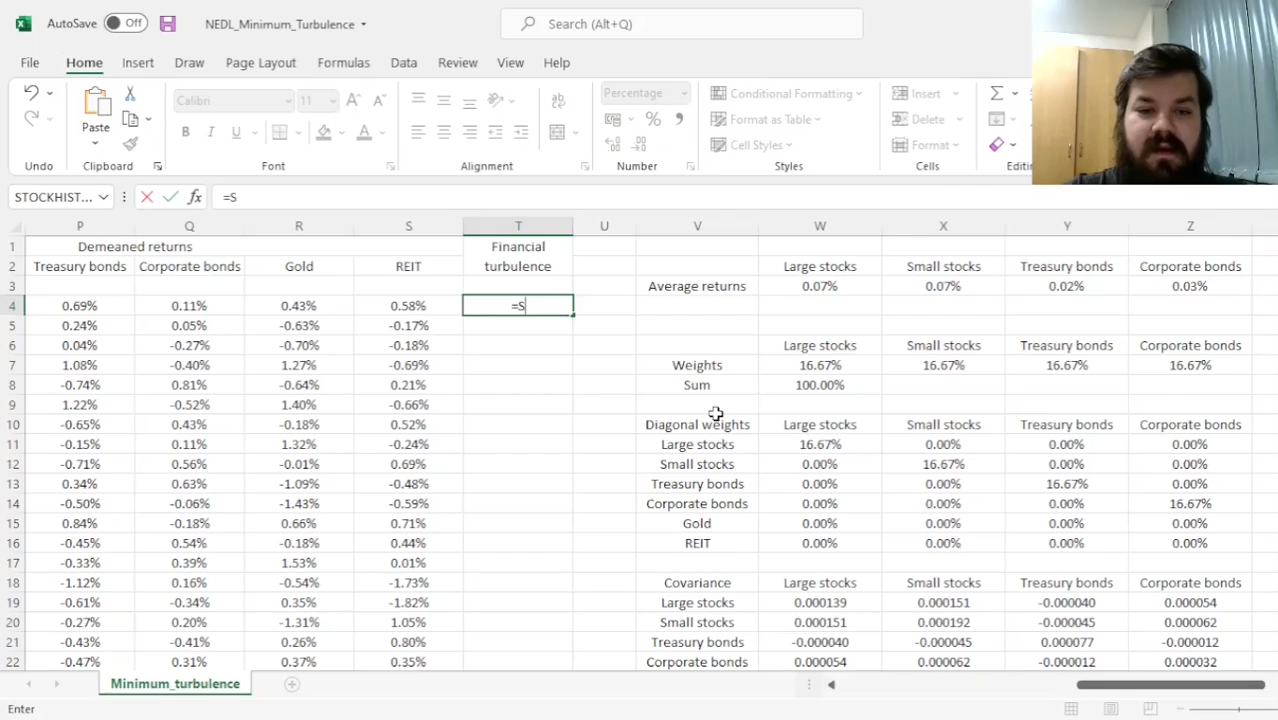 AutoSave Off NEDL_Minimum_Turbulence Search (Alt+Q)
File Home Insert Draw Page Layout Formulas Data Review View Help
Calibri 11 Percentage Conditional Formatting Insert
Paste B I U Format as Table Delete
Cell Styles Format Editin
Undo Clipboard Font Alignment Number Styles Cells
STOCKHIST... fx =S
P Q R S T U V W X Y Z
1 Demeaned returns Financial
2 Treasury bonds Corporate bonds Gold REIT turbulence Large stocks Small stocks Treasury bonds Corporate bonds
3 Average returns 0.07% 0.07% 0.02% 0.03%
4 0.69% 0.11% 0.43% 0.58% =S
5 0.24% 0.05% -0.63% -0.17%
6 0.04% -0.27% -0.70% -0.18% Large stocks Small stocks Treasury bonds Corporate bonds
7 1.08% -0.40% 1.27% -0.69% Weights 16.67% 16.67% 16.67% 16.67%
8 -0.74% 0.81% -0.64% 0.21% Sum 100.00%
9 1.22% -0.52% 1.40% -0.66%
10 -0.65% 0.43% -0.18% 0.52% Diagonal weights Large stocks Small stocks Treasury bonds Corporate bonds
11 -0.15% 0.11% 1.32% -0.24% Large stocks 16.67% 0.00% 0.00% 0.00%
12 -0.71% 0.56% -0.01% 0.69% Small stocks 0.00% 16.67% 0.00% 0.00%
13 0.34% 0.63% -1.09% -0.48% Treasury bonds 0.00% 0.00% 16.67% 0.00%
14 -0.50% -0.06% -1.43% -0.59% Corporate bonds 0.00% 0.00% 0.00% 16.67%
15 0.84% -0.18% 0.66% 0.71% Gold 0.00% 0.00% 0.00% 0.00%
16 -0.45% 0.54% -0.18% 0.44% REIT 0.00% 0.00% 0.00% 0.00%
17 -0.33% 0.39% 1.53% 0.01%
18 -1.12% 0.16% -0.54% -1.73% Covariance Large stocks Small stocks Treasury bonds Corporate bonds
19 -0.61% -0.34% 0.35% -1.82% Large stocks 0.000139 0.000151 -0.000040 0.000054
20 -0.27% 0.20% -1.31% 1.05% Small stocks 0.000151 0.000192 -0.000045 0.000062
21 -0.43% -0.41% 0.26% 0.80% Treasury bonds -0.000040 -0.000045 0.000077 -0.000012
22 -0.47% 0.31% 0.37% 0.35% Corporate bonds 0.000054 0.000062 -0.000012 0.000032
Minimum_turbulence
Enter